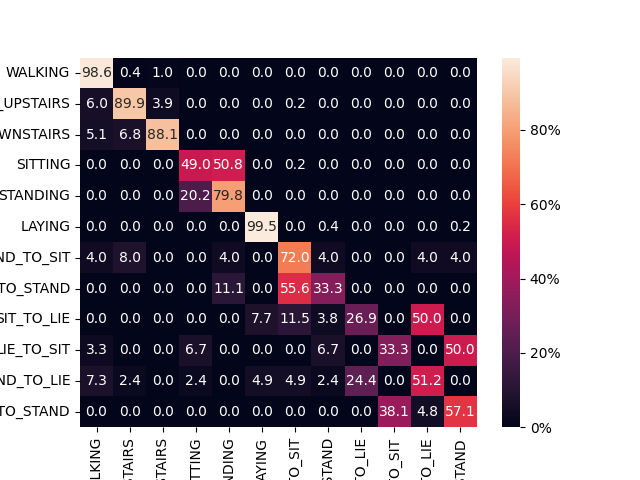 WALKING 98.6 0.4 1.0 0.0 0.0 0.0 0.0 0.0 0.0 0.0 0.0 0.0
_UPSTAIRS 6.0 89.9 3.9 0.0 0.0 0.0 0.2 0.0 0.0 0.0 0.0 0.0
WNSTAIRS 5.1 6.8 88.1 0.0 0.0 0.0 0.0 0.0 0.0 0.0 0.0 0.0
SITTING 0.0 0.0 0.0 49.0 50.8 0.0 0.2 0.0 0.0 0.0 0.0 0.0
STANDING 0.0 0.0 0.0 20.2 79.8 0.0 0.0 0.0 0.0 0.0 0.0 0.0
LAYING 0.0 0.0 0.0 0.0 0.0 99.5 0.0 0.4 0.0 0.0 0.0 0.2
ND_TO_SIT 4.0 8.0 0.0 0.0 4.0 0.0 72.0 4.0 0.0 0.0 4.0 4.0
TO_STAND 0.0 0.0 0.0 0.0 11.1 0.0 55.6 33.3 0.0 0.0 0.0 0.0
SIT_TO_LIE 0.0 0.0 0.0 0.0 0.0 7.7 11.5 3.8 26.9 0.0 50.0 0.0
LIE_TO_SIT 3.3 0.0 0.0 6.7 0.0 0.0 0.0 6.7 0.0 33.3 0.0 50.0
ND_TO_LIE 7.3 2.4 0.0 2.4 0.0 4.9 4.9 2.4 24.4 0.0 51.2 0.0
TO_STAND 0.0 0.0 0.0 0.0 0.0 0.0 0.0 0.0 0.0 38.1 4.8 57.1
LKING
TAIRS
TAIRS
TTING
NDING
AYING
TO_SIT
STAND
TO_LIE
TO_SIT
TO_LIE
STAND
80%
60%
40%
20%
0%